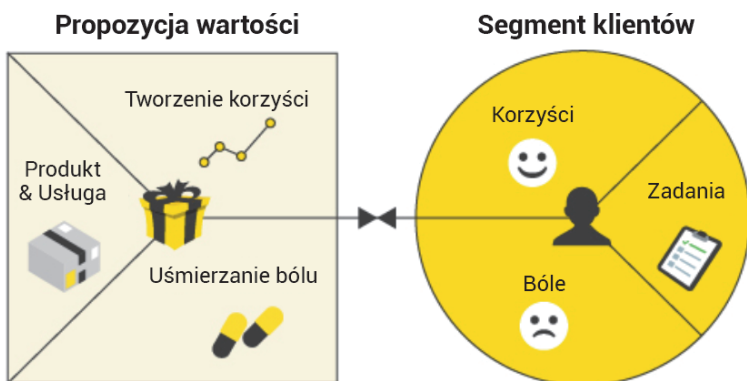 Propozycja wartości
Segment klientów
Tworzenie korzyści
Produkt
& Usługa
Uśmierzanie bólu
Korzyści
Zadania
Bóle